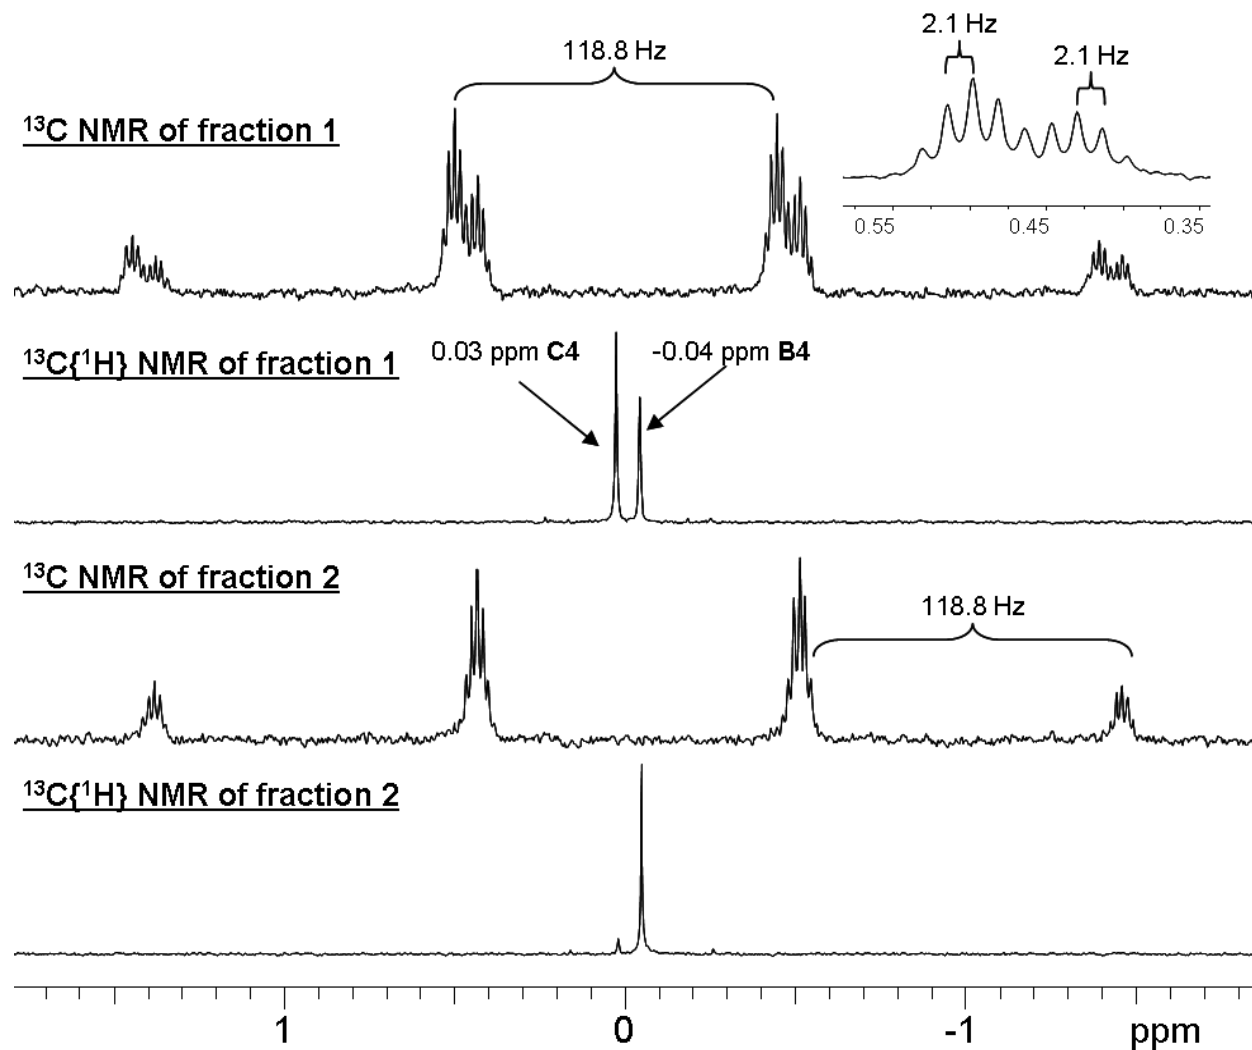 2.1 Hz
118.8 Hz
2.1 Hz
¹³C NMR of fraction 1
0.55 0.45 0.35
¹³C{¹H} NMR of fraction 1
0.03 ppm C4
-0.04 ppm B4
¹³C NMR of fraction 2
118.8 Hz
¹³C{¹H} NMR of fraction 2
1 0 -1 ppm